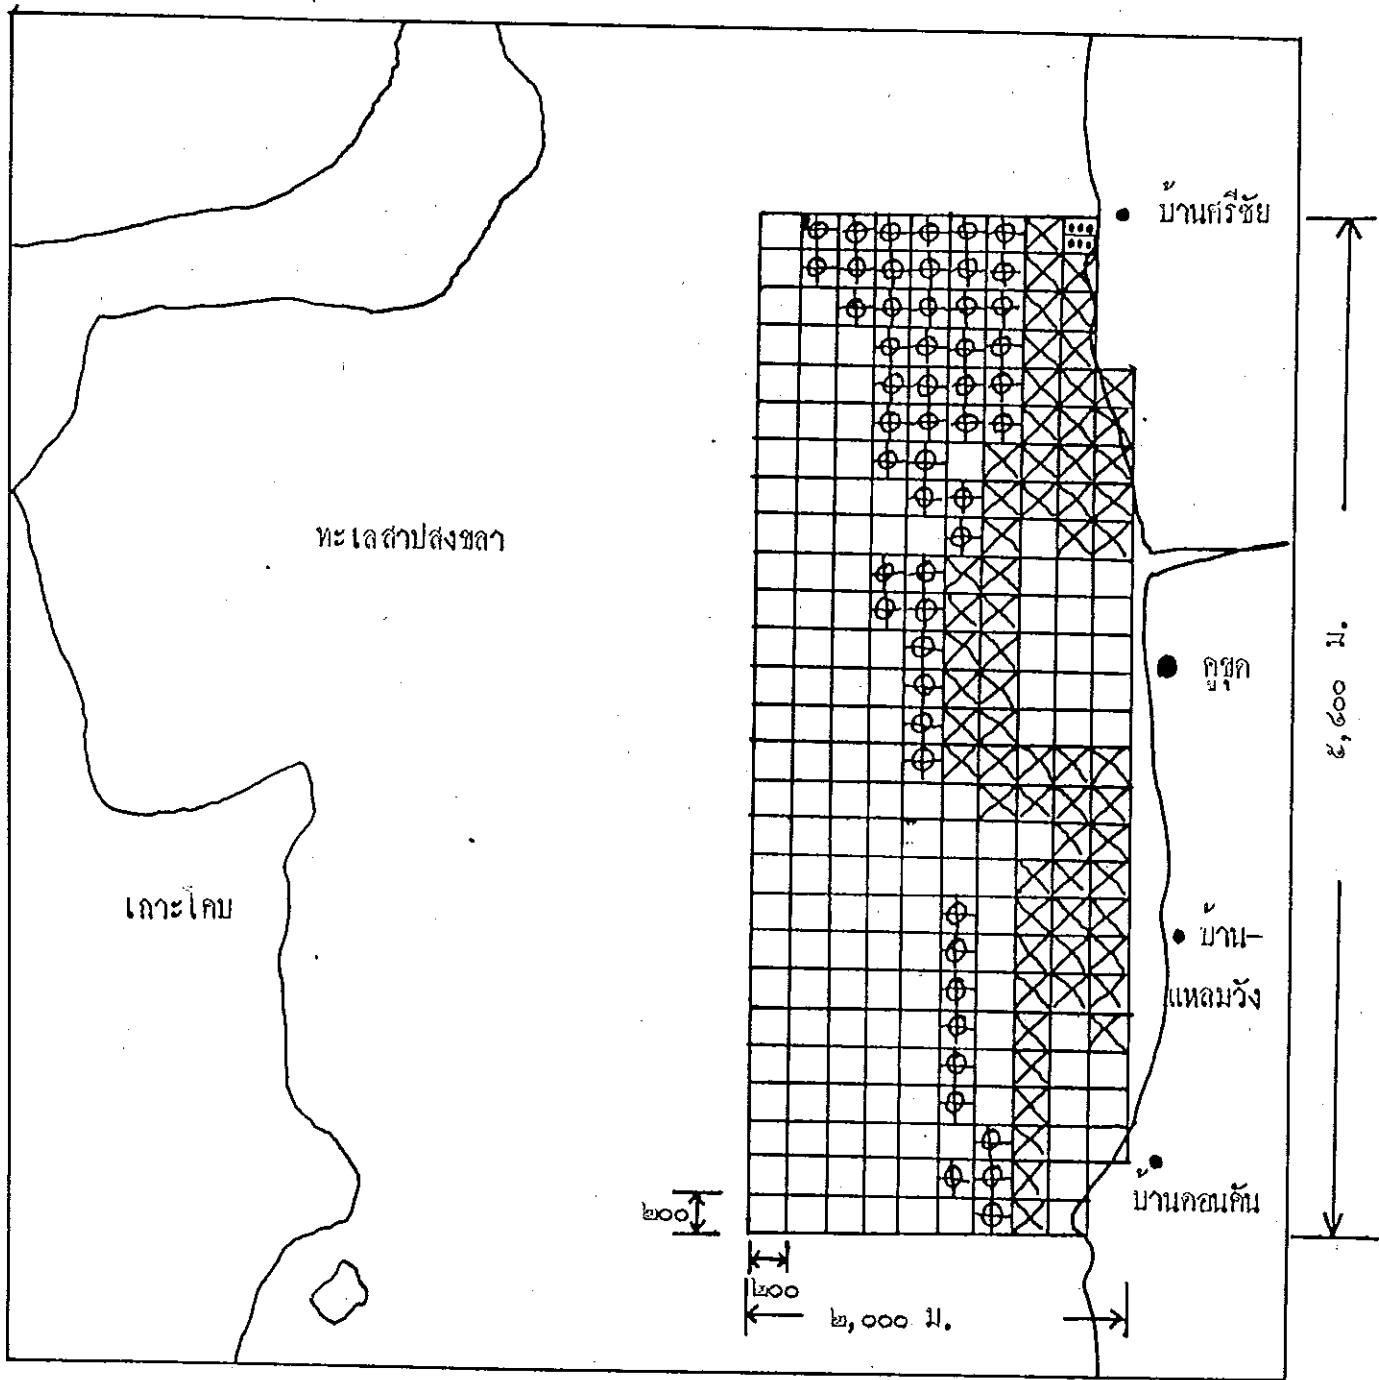 บ้านศรีชัย
ทะเลสาปสงขลา
คูขุด
๕,๔๐๐ ม.
เกาะโคบ
บ้าน-
แหลมวัง
บ้านดอนคัน
๒๐๐
๒๐๐
๒,๐๐๐ ม.